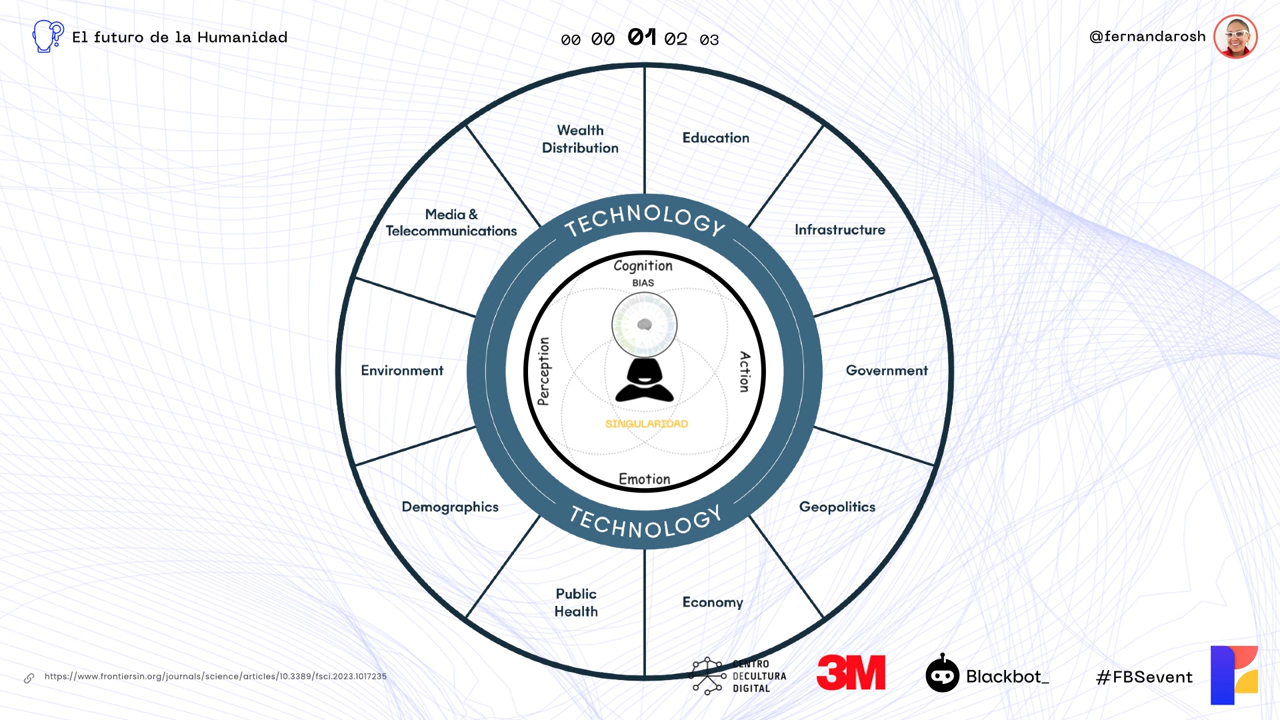 El futuro de la Humanidad
00 00 01 02 03
@fernandarosh
Wealth
Distribution
Education
Media &
Telecommunications
Infrastructure
TECHNOLOGY
Cognition
BIAS
Perception
Action
Environment
Government
SINGULARIDAD
Emotion
Demographics
Geopolitics
TECHNOLOGY
Public
Health
Economy
https://www.frontiersin.org/journals/science/articles/10.3389/fsci.2023.1017235
CENTRO
DECULTURA
DIGITAL
3M
Blackbot_
#FBSevent